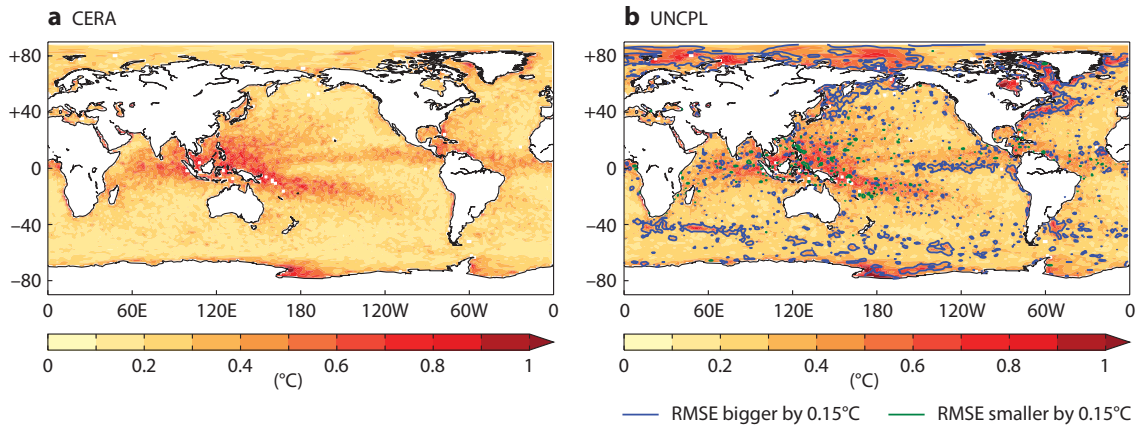 a CERA
b UNCPL
+80
+40
0
−40
−80
0 60E 120E 180 120W 60W 0
+80
+40
0
−40
−80
0 60E 120E 180 120W 60W 0
0 0.2 0.4 0.6 0.8 1
(°C)
0 0.2 0.4 0.6 0.8 1
(°C)
RMSE bigger by 0.15°C
RMSE smaller by 0.15°C